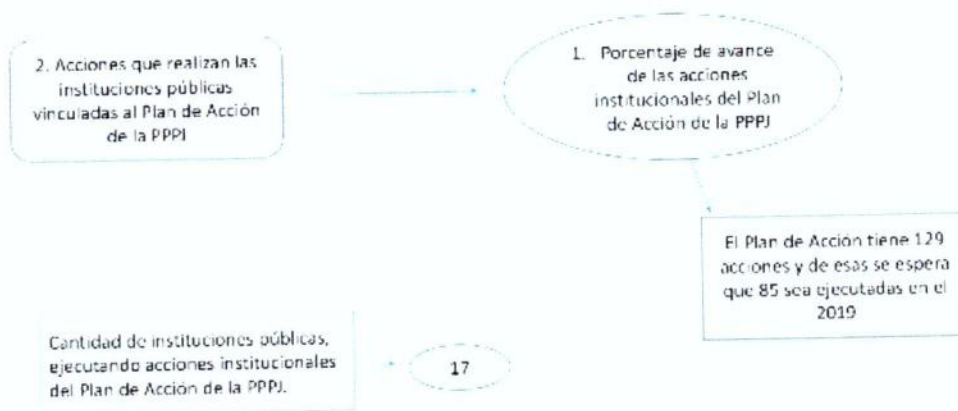 2. Acciones que realizan las
instituciones públicas
vinculadas al Plan de Acción
de la PPPJ
1. Porcentaje de avance
de las acciones
institucionales del Plan
de Acción de la PPPJ
El Plan de Acción tiene 129
acciones y de esas se espera
que 85 sea ejecutadas en el
2019
Cantidad de instituciones públicas,
ejecutando acciones institucionales
del Plan de Acción de la PPPJ.
17